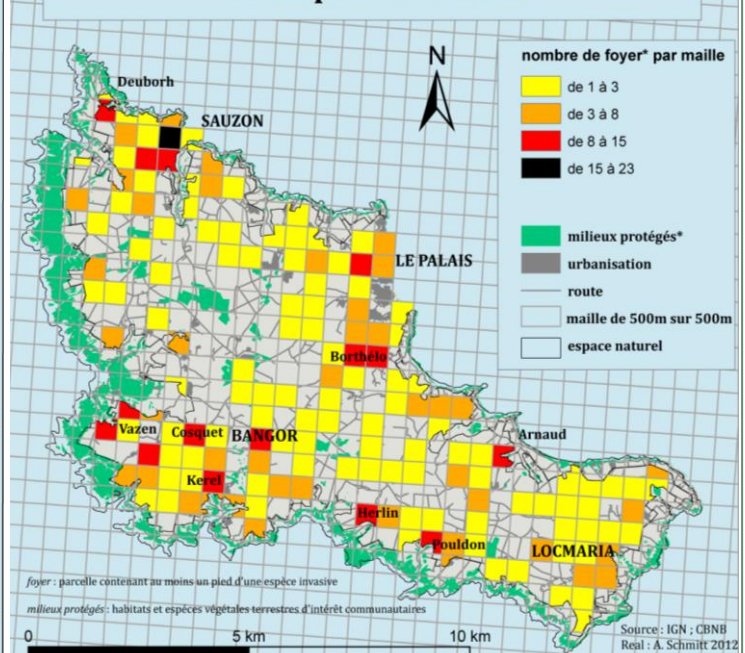 N
nombre de foyer* par maille
de 1 à 3
de 3 à 8
de 8 à 15
de 15 à 23
milieux protégés*
urbanisation
route
maille de 500m sur 500m
espace naturel
Deuborh
SAUZON
LE PALAIS
Borthélo
Vazen
Cosquet
BANGOR
Arnaud
Kerel
Herlin
Pouldon
LOCMARIA
foyer : parcelle contenant au moins un pied d'une espèce invasive
milieux protégés : habitats et espèces végétales terrestres d'intérêt communautaires
Source : IGN ; CBNB
Real : A. Schmitt 2012
0
5 km
10 km